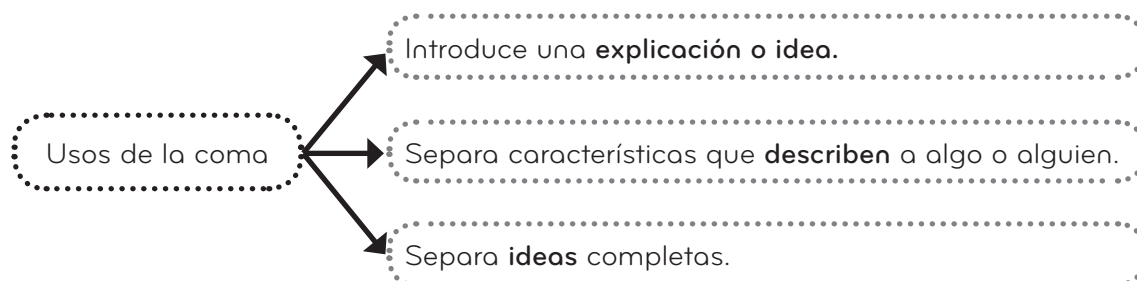 Introduce una explicación o idea.
Usos de la coma
Separa características que describen a algo o alguien.
Separa ideas completas.